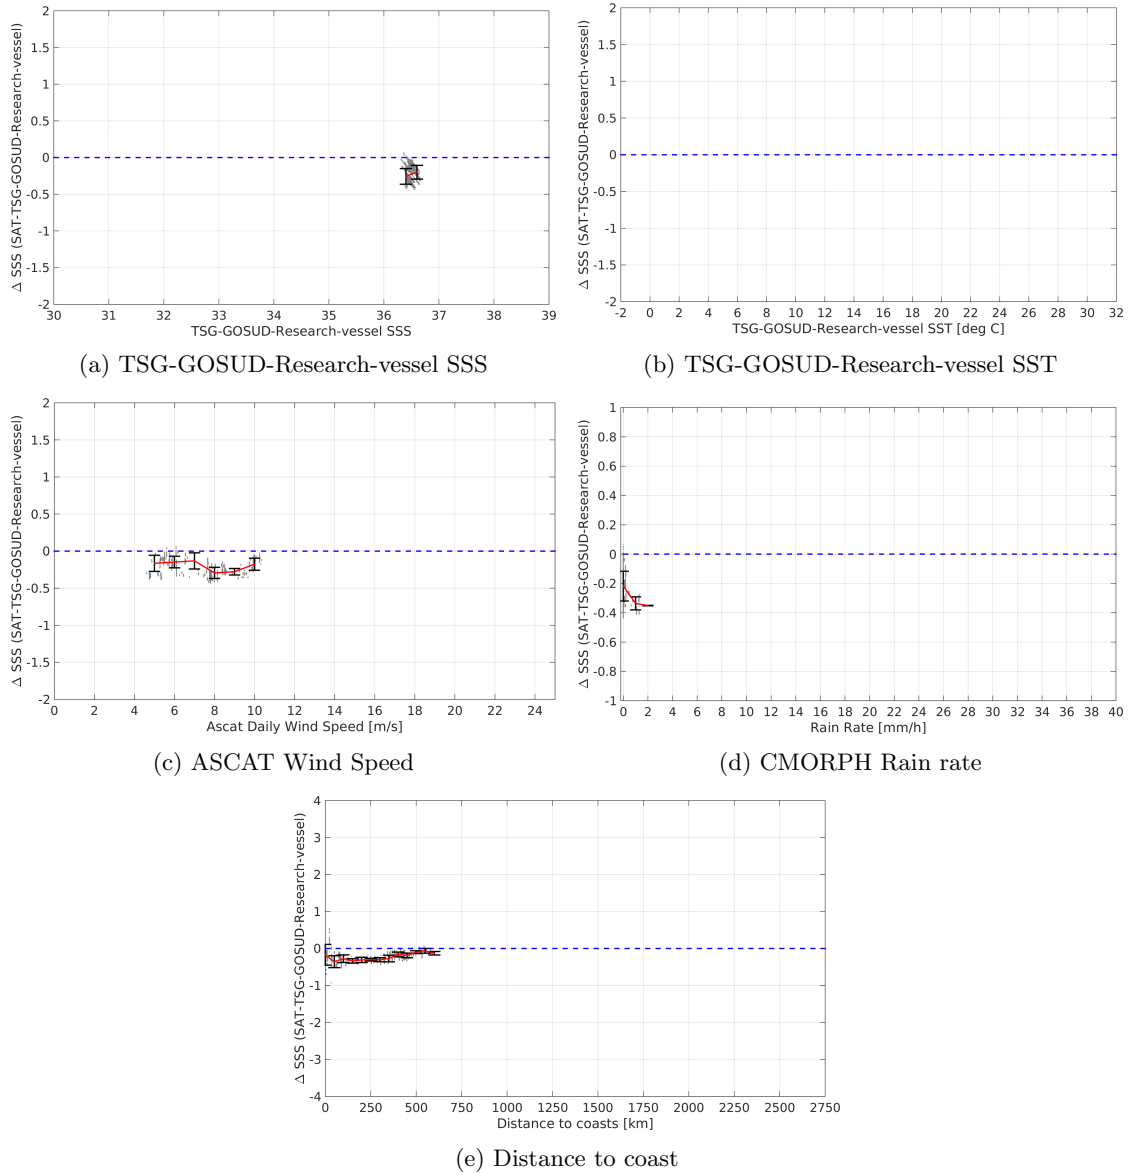 Δ SSS (SAT-TSG-GOSUD-Research-vessel)
2
1.5
1
0.5
0
-0.5
-1
-1.5
-2
30 31 32 33 34 35 36 37 38 39
TSG-GOSUD-Research-vessel SSS
(a) TSG-GOSUD-Research-vessel SSS
Δ SSS (SAT-TSG-GOSUD-Research-vessel)
2
1.5
1
0.5
0
-0.5
-1
-1.5
-2
-2 0 2 4 6 8 10 12 14 16 18 20 22 24 26 28 30 32
TSG-GOSUD-Research-vessel SST [deg C]
(b) TSG-GOSUD-Research-vessel SST
Δ SSS (SAT-TSG-GOSUD-Research-vessel)
2
1.5
1
0.5
0
-0.5
-1
-1.5
-2
0 2 4 6 8 10 12 14 16 18 20 22 24
Ascat Daily Wind Speed [m/s]
(c) ASCAT Wind Speed
Δ SSS (SAT-TSG-GOSUD-Research-vessel)
1
0.8
0.6
0.4
0.2
0
-0.2
-0.4
-0.6
-0.8
-1
0 2 4 6 8 10 12 14 16 18 20 22 24 26 28 30 32 34 36 38 40
Rain Rate [mm/h]
(d) CMORPH Rain rate
Δ SSS (SAT-TSG-GOSUD-Research-vessel)
4
3
2
1
0
-1
-2
-3
-4
0 250 500 750 1000 1250 1500 1750 2000 2250 2500 2750
Distance to coasts [km]
(e) Distance to coast